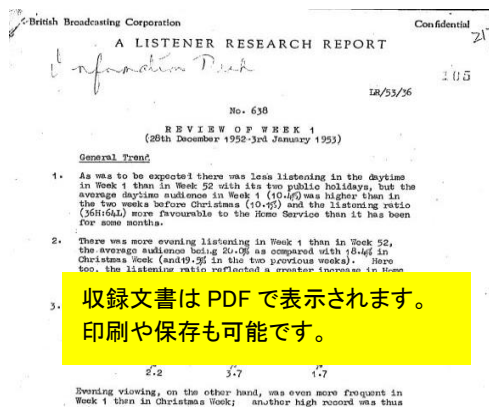 British Broadcasting Corporation Confidential
A LISTENER RESEARCH REPORT
105
LR/53/36
No. 638
REVIEW OF WEEK 1
(28th December 1952-3rd January 1953)
General Trend
1. As was to be expected there was less listening in the daytime
in Week 1 than in Week 52 with its two public holidays, but the
average daytime audience in Week 1 (10.4%) was higher than in
the two weeks before Christmas (10.1%) and the listening ratio
(36H:64L) more favourable to the Home Service than it has been
for some months.
2. There was more evening listening in Week 1 than in Week 52,
the average audience being 20.0% as compared with 18.4% in
Christmas Week (and 19.5% in the two previous weeks). Here
too, the listening ratio reflected a greater increase in Home
3.
収録文書は PDF で表示されます。
印刷や保存も可能です。
2.2 3.7 1.7
Evening viewing, on the other hand, was even more frequent in
Week 1 then in Christmas Week; another high record was thus